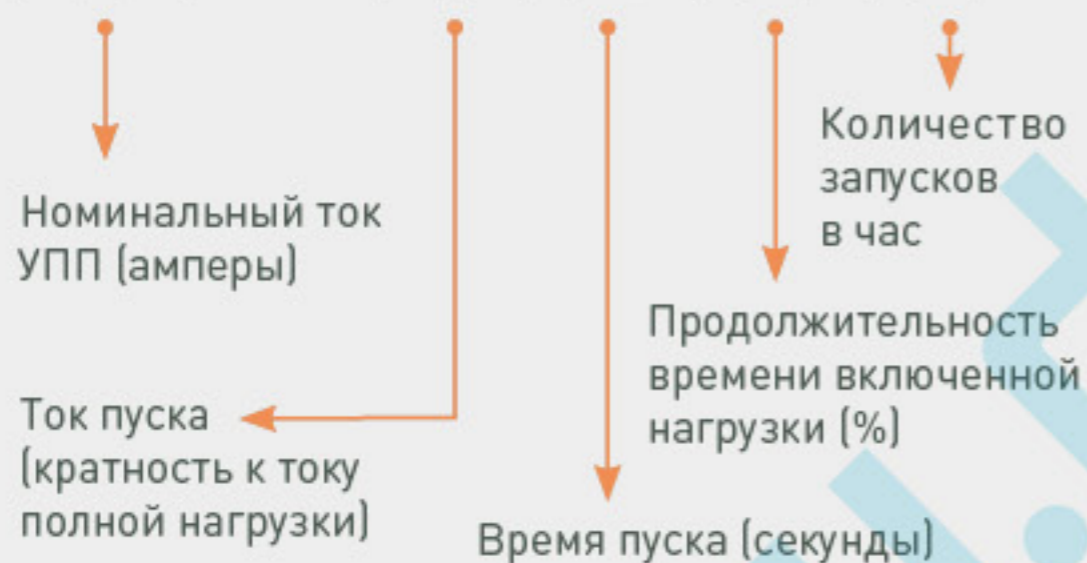 Количество
запусков
в час
Номинальный ток
УПП (амперы)
Продолжительность
времени включенной
нагрузки (%)
Ток пуска
(кратность к току
полной нагрузки)
Время пуска (секунды)